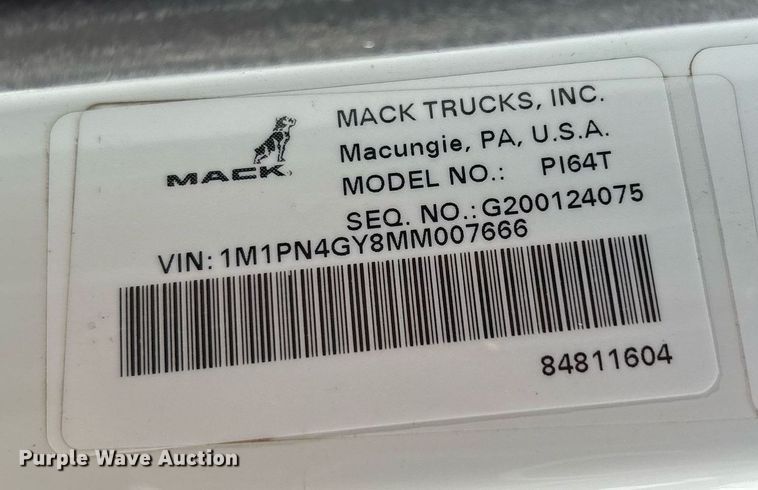 MACK
MACK TRUCKS, INC.
Macungie, PA, U.S.A.
MODEL NO.: PI64T
SEQ. NO.: G200124075
VIN: 1M1PN4GY8MM007666
84811604
Purple Wave Auction